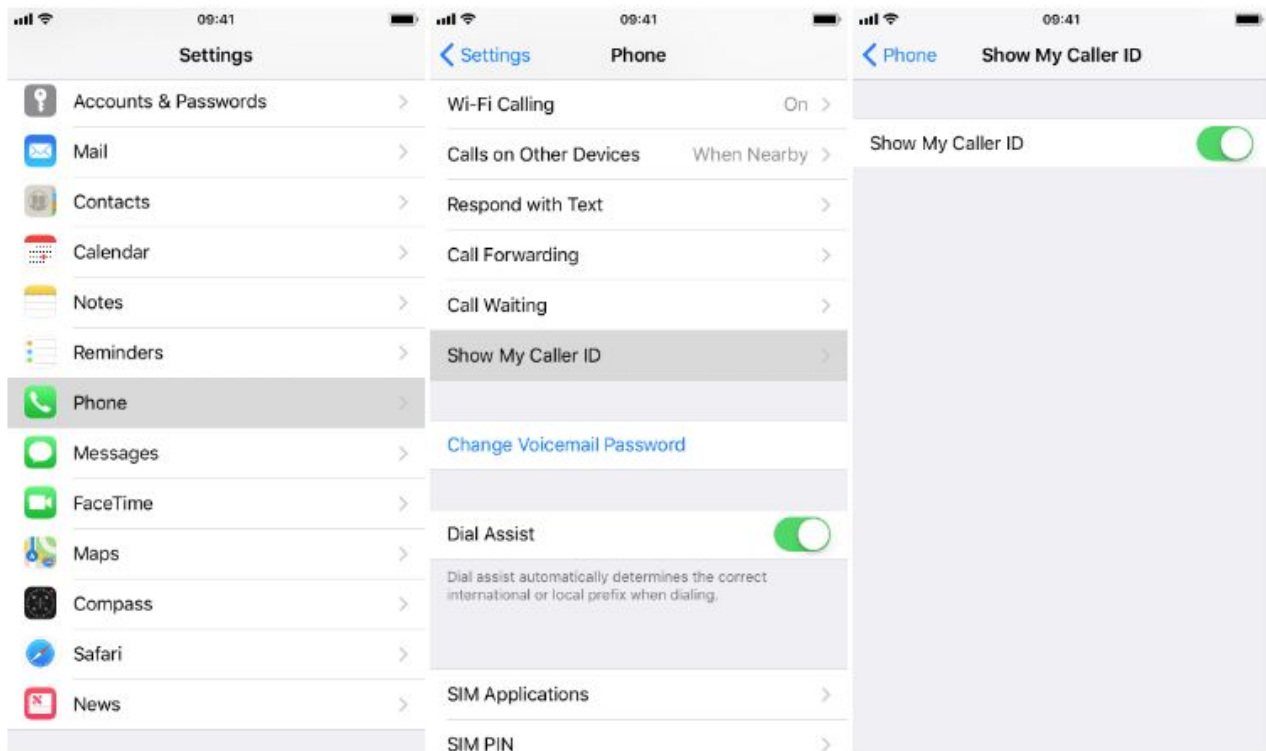 09:41
Settings
Accounts & Passwords
Mail
Contacts
Calendar
Notes
Reminders
Phone
Messages
FaceTime
Maps
Compass
Safari
News
09:41
Settings
Phone
Wi-Fi Calling On
Calls on Other Devices When Nearby
Respond with Text
Call Forwarding
Call Waiting
Show My Caller ID
Change Voicemail Password
Dial Assist
Dial assist automatically determines the correct
international or local prefix when dialing.
SIM Applications
SIM PIN
09:41
Phone Show My Caller ID
Show My Caller ID